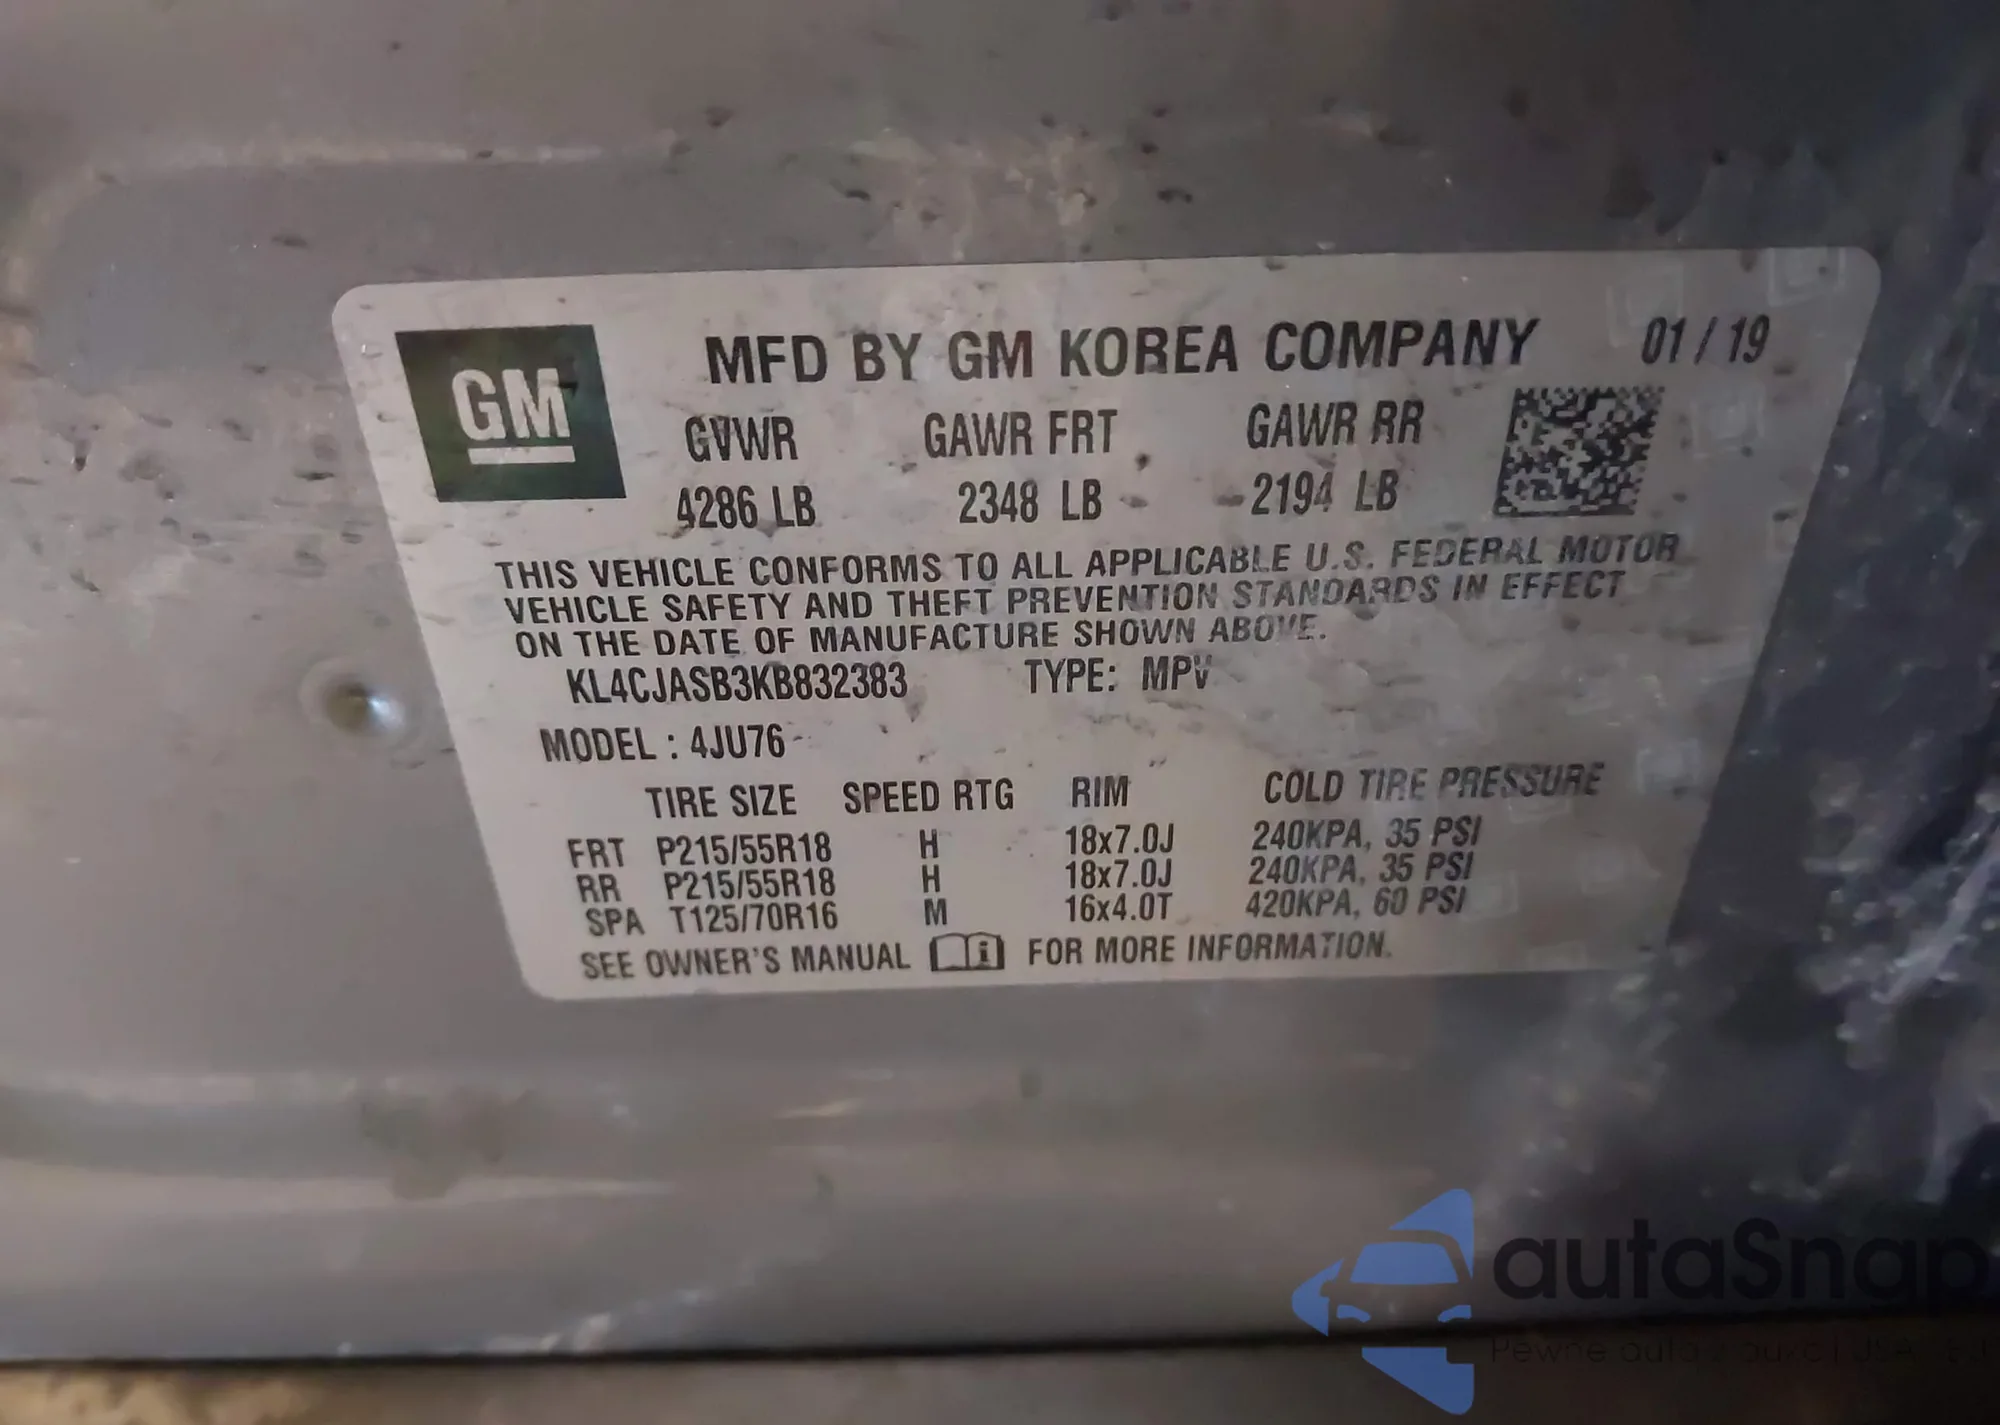 GM
MFD BY GM KOREA COMPANY 01 / 19
GVWR GAWR FRT GAWR RR
4286 LB 2348 LB 2194 LB
THIS VEHICLE CONFORMS TO ALL APPLICABLE U.S. FEDERAL MOTOR
VEHICLE SAFETY AND THEFT PREVENTION STANDARDS IN EFFECT
ON THE DATE OF MANUFACTURE SHOWN ABOVE.
KL4CJASB3KB832383 TYPE: MPV
MODEL : 4JU76
TIRE SIZE SPEED RTG RIM COLD TIRE PRESSURE
FRT P215/55R18 H 18x7.0J 240KPA, 35 PSI
RR P215/55R18 H 18x7.0J 240KPA, 35 PSI
SPA T125/70R16 M 16x4.0T 420KPA, 60 PSI
SEE OWNER'S MANUAL FOR MORE INFORMATION.
autaSnap
Pewne auta z